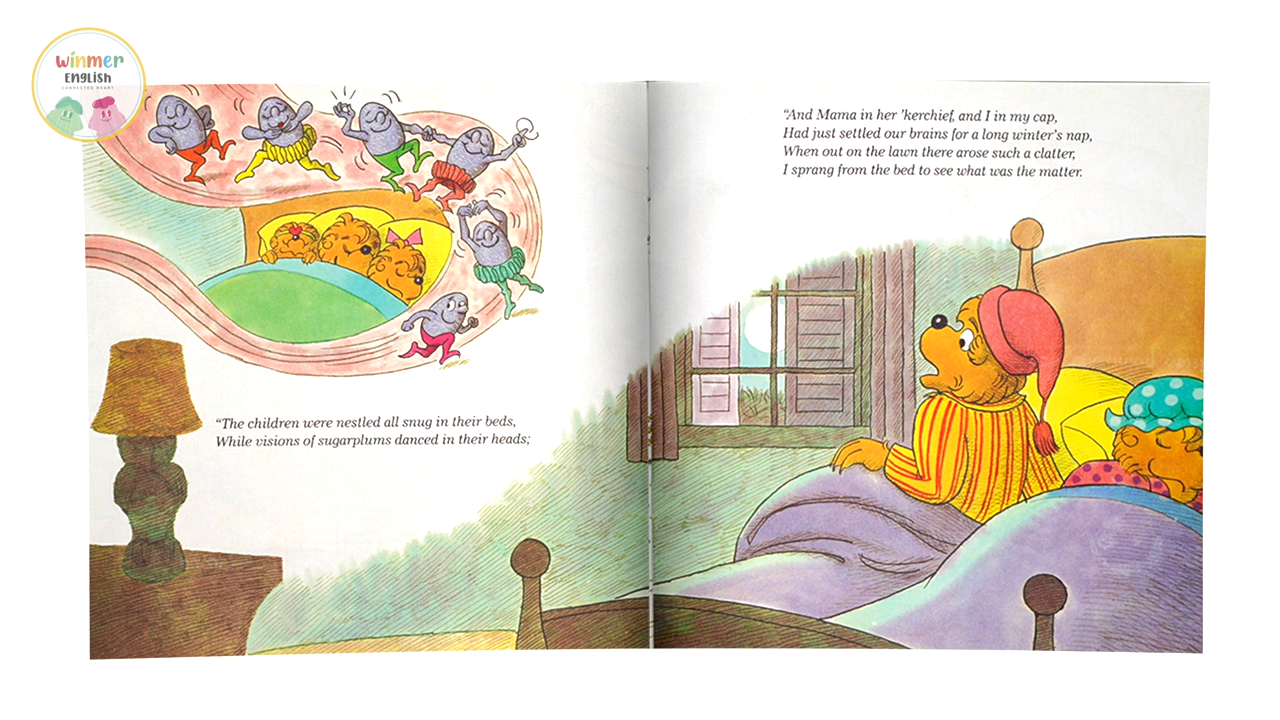 winmer
English
CONNECTED HEART
“The children were nestled all snug in their beds,
While visions of sugarplums danced in their heads;
“And Mama in her ’kerchief, and I in my cap,
Had just settled our brains for a long winter’s nap,
When out on the lawn there arose such a clatter,
I sprang from the bed to see what was the matter.